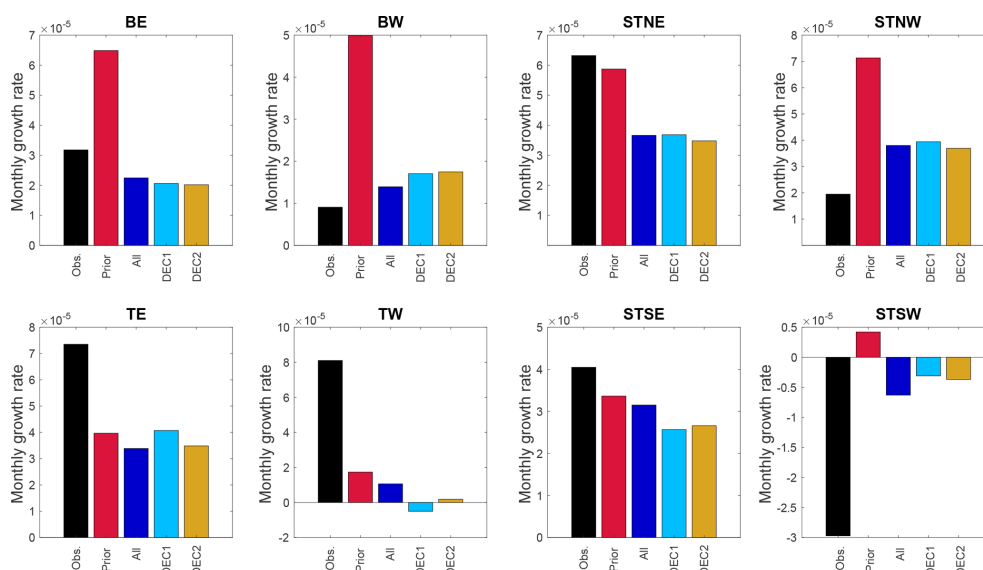 BE
×10⁻⁵
Monthly growth rate
7
6
5
4
3
2
1
0
Obs.
Prior
All
DEC1
DEC2
BW
×10⁻⁵
Monthly growth rate
5
4
3
2
1
0
Obs.
Prior
All
DEC1
DEC2
STNE
×10⁻⁵
Monthly growth rate
7
6
5
4
3
2
1
Obs.
Prior
All
DEC1
DEC2
STNW
×10⁻⁵
Monthly growth rate
8
7
6
5
4
3
2
1
Obs.
Prior
All
DEC1
DEC2
TE
×10⁻⁵
Monthly growth rate
8
7
6
5
4
3
2
1
0
Obs.
Prior
All
DEC1
DEC2
TW
×10⁻⁵
Monthly growth rate
10
8
6
4
2
0
-2
Obs.
Prior
All
DEC1
DEC2
STSE
×10⁻⁵
Monthly growth rate
5
4
3
2
1
0
Obs.
Prior
All
DEC1
DEC2
STSW
×10⁻⁵
Monthly growth rate
0.5
0
-0.5
-1
-1.5
-2
-2.5
-3
Obs.
Prior
All
DEC1
DEC2